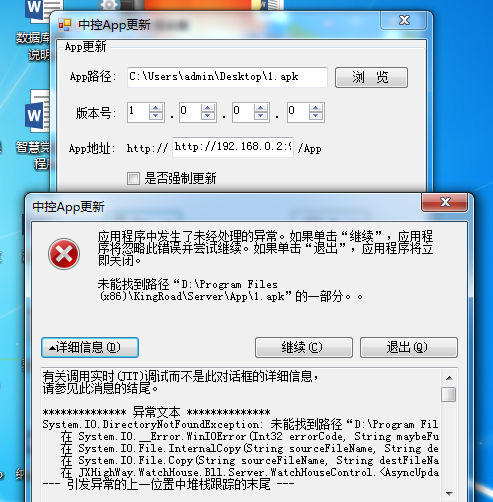 数据库
说明
智慧党
程
中控App更新
App更新
App路径:
C:\Users\admin\Desktop\1.apk
浏 览
版本号:
1 . 0 . 0 . 0
App地址: http:// http://192.168.0.2:9 /App
是否强制更新
中控App更新
应用程序中发生了未经处理的异常。如果单击“继续”，应用程
序将忽略此错误并尝试继续。如果单击“退出”，应用程序将立
即关闭。
未能找到路径“D:\Program Files
(x86)\KingRoad\Server\App\1.apk”的一部分。。
详细信息(D)
继续(C)
退出(Q)
有关调用实时(JIT)调试而不是此对话框的详细信息，
请参见此消息的结尾。
************** 异常文本 **************
System.IO.DirectoryNotFoundException: 未能找到路径“D:\Program Fil
在 System.IO.__Error.WinIOError(Int32 errorCode, String maybeFu
在 System.IO.File.InternalCopy(String sourceFileName, String de
在 System.IO.File.Copy(String sourceFileName, String destFileNa
在 JXHighWay.WatchHouse.Bll.Server.WatchHouseControl.<AsyncUpda
--- 引发异常的上一位置中堆栈跟踪的末尾 ---